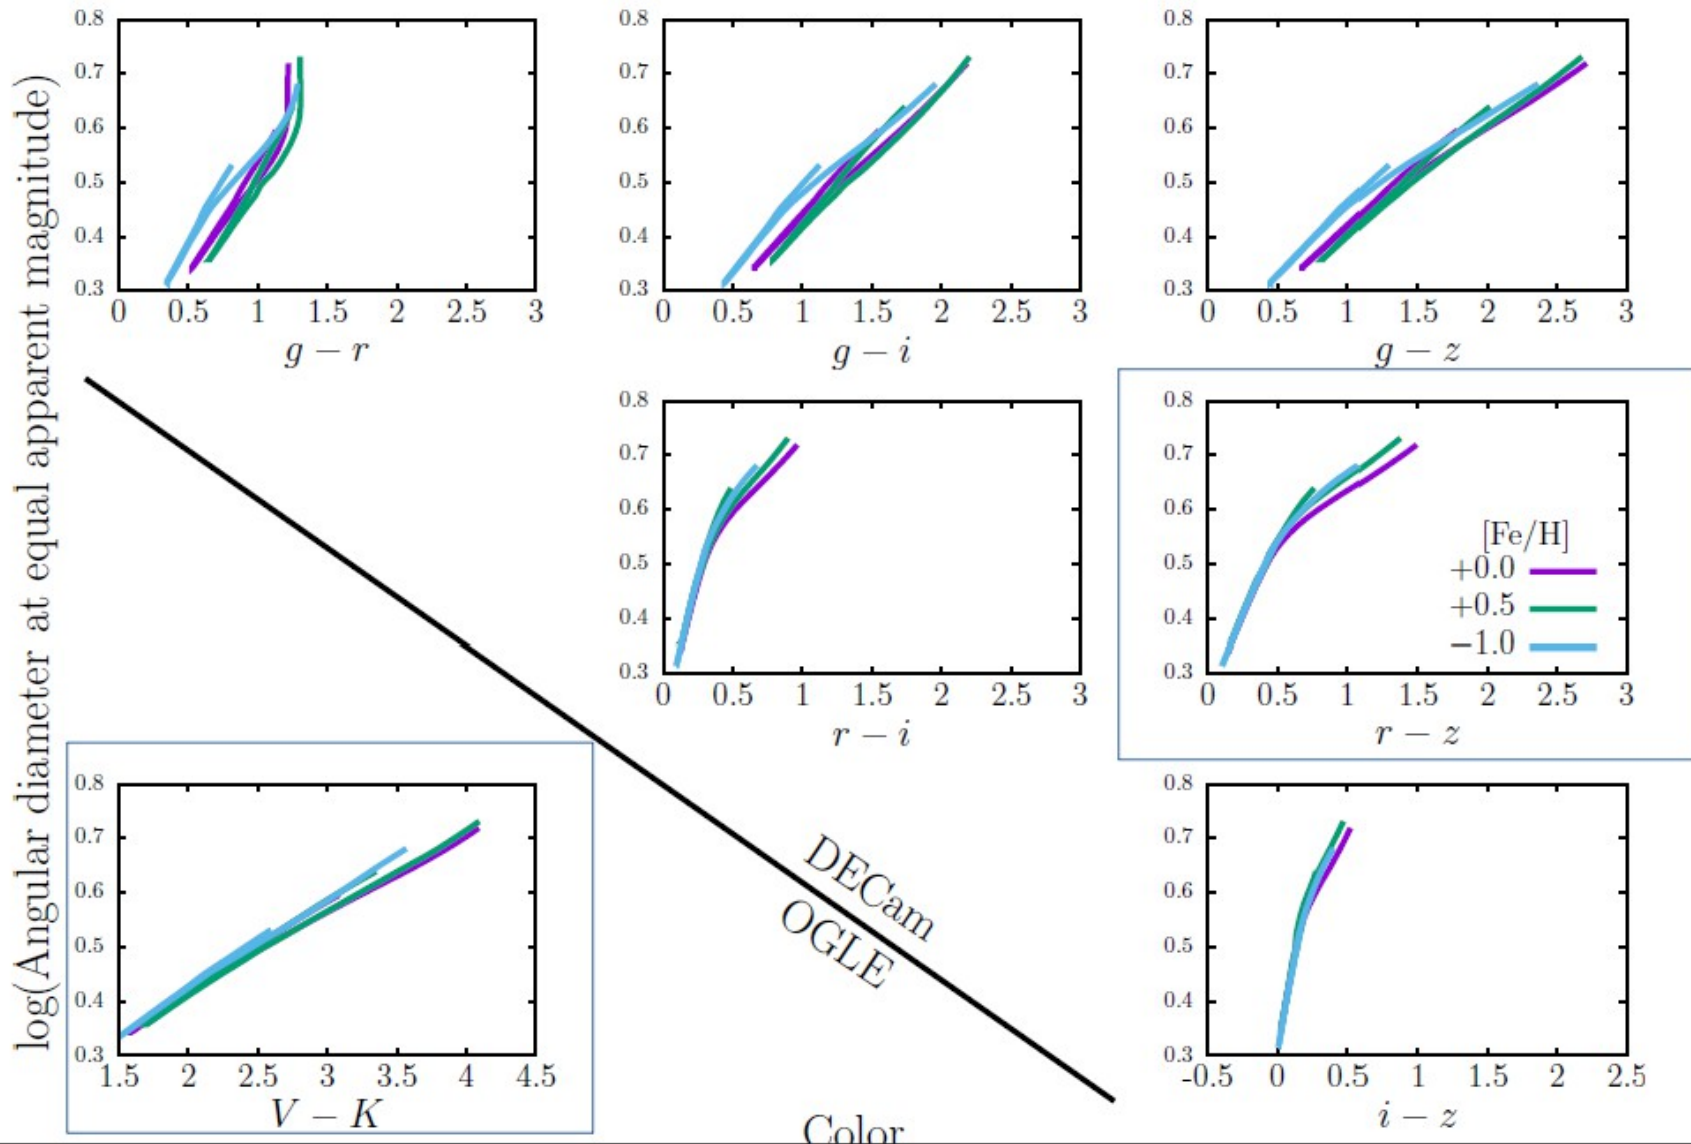 log(Angular diameter at equal apparent magnitude)
0.8
0.7
0.6
0.5
0.4
0.3
0 0.5 1 1.5 2 2.5 3
g − r
0.8
0.7
0.6
0.5
0.4
0.3
0 0.5 1 1.5 2 2.5 3
g − i
0.8
0.7
0.6
0.5
0.4
0.3
0 0.5 1 1.5 2 2.5 3
g − z
0.8
0.7
0.6
0.5
0.4
0.3
0 0.5 1 1.5 2 2.5 3
r − i
0.8
0.7
0.6
0.5
0.4
0.3
[Fe/H]
+0.0
+0.5
−1.0
0 0.5 1 1.5 2 2.5 3
r − z
0.8
0.7
0.6
0.5
0.4
0.3
1.5 2 2.5 3 3.5 4 4.5
V − K
DECam
OGLE
0.8
0.7
0.6
0.5
0.4
0.3
-0.5 0 0.5 1 1.5 2 2.5
i − z
Color